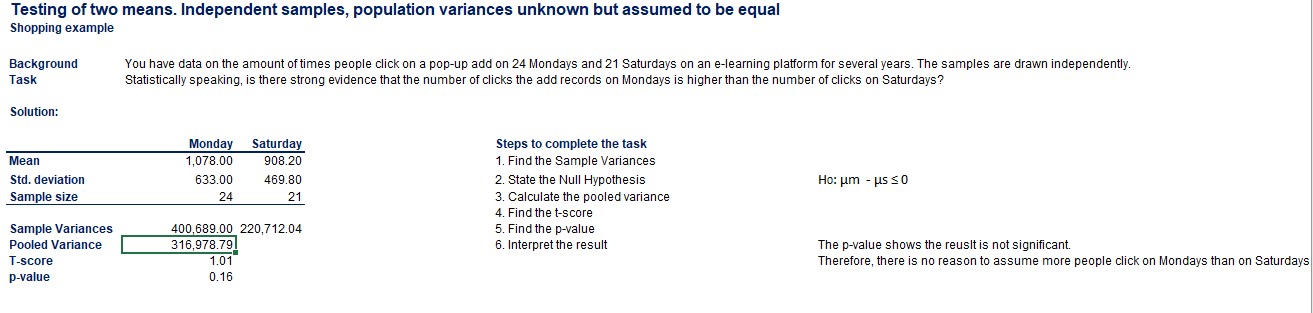 Testing of two means. Independent samples, population variances unknown but assumed to be equal
Shopping example
Background You have data on the amount of times people click on a pop-up add on 24 Mondays and 21 Saturdays on an e-learning platform for several years. The samples are drawn independently.
Task Statistically speaking, is there strong evidence that the number of clicks the add records on Mondays is higher than the number of clicks on Saturdays?
Solution:
Monday Saturday Steps to complete the task
Mean 1,078.00 908.20 1. Find the Sample Variances
Std. deviation 633.00 469.80 2. State the Null Hypothesis Ho: µm - µs ≤ 0
Sample size 24 21 3. Calculate the pooled variance
4. Find the t-score
Sample Variances 400,689.00 220,712.04 5. Find the p-value
Pooled Variance 316,978.79 6. Interpret the result The p-value shows the reuslt is not significant.
T-score 1.01 Therefore, there is no reason to assume more people click on Mondays than on Saturdays
p-value 0.16